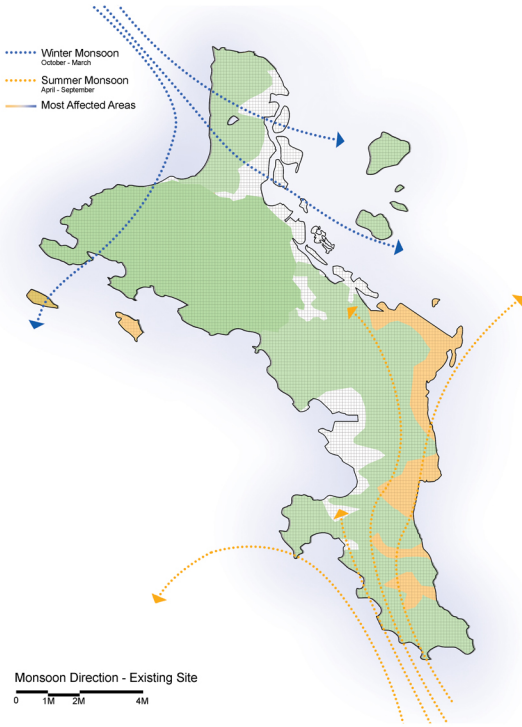 Winter Monsoon
October - March
Summer Monsoon
April - September
Most Affected Areas
Monsoon Direction - Existing Site
0 1M 2M 4M